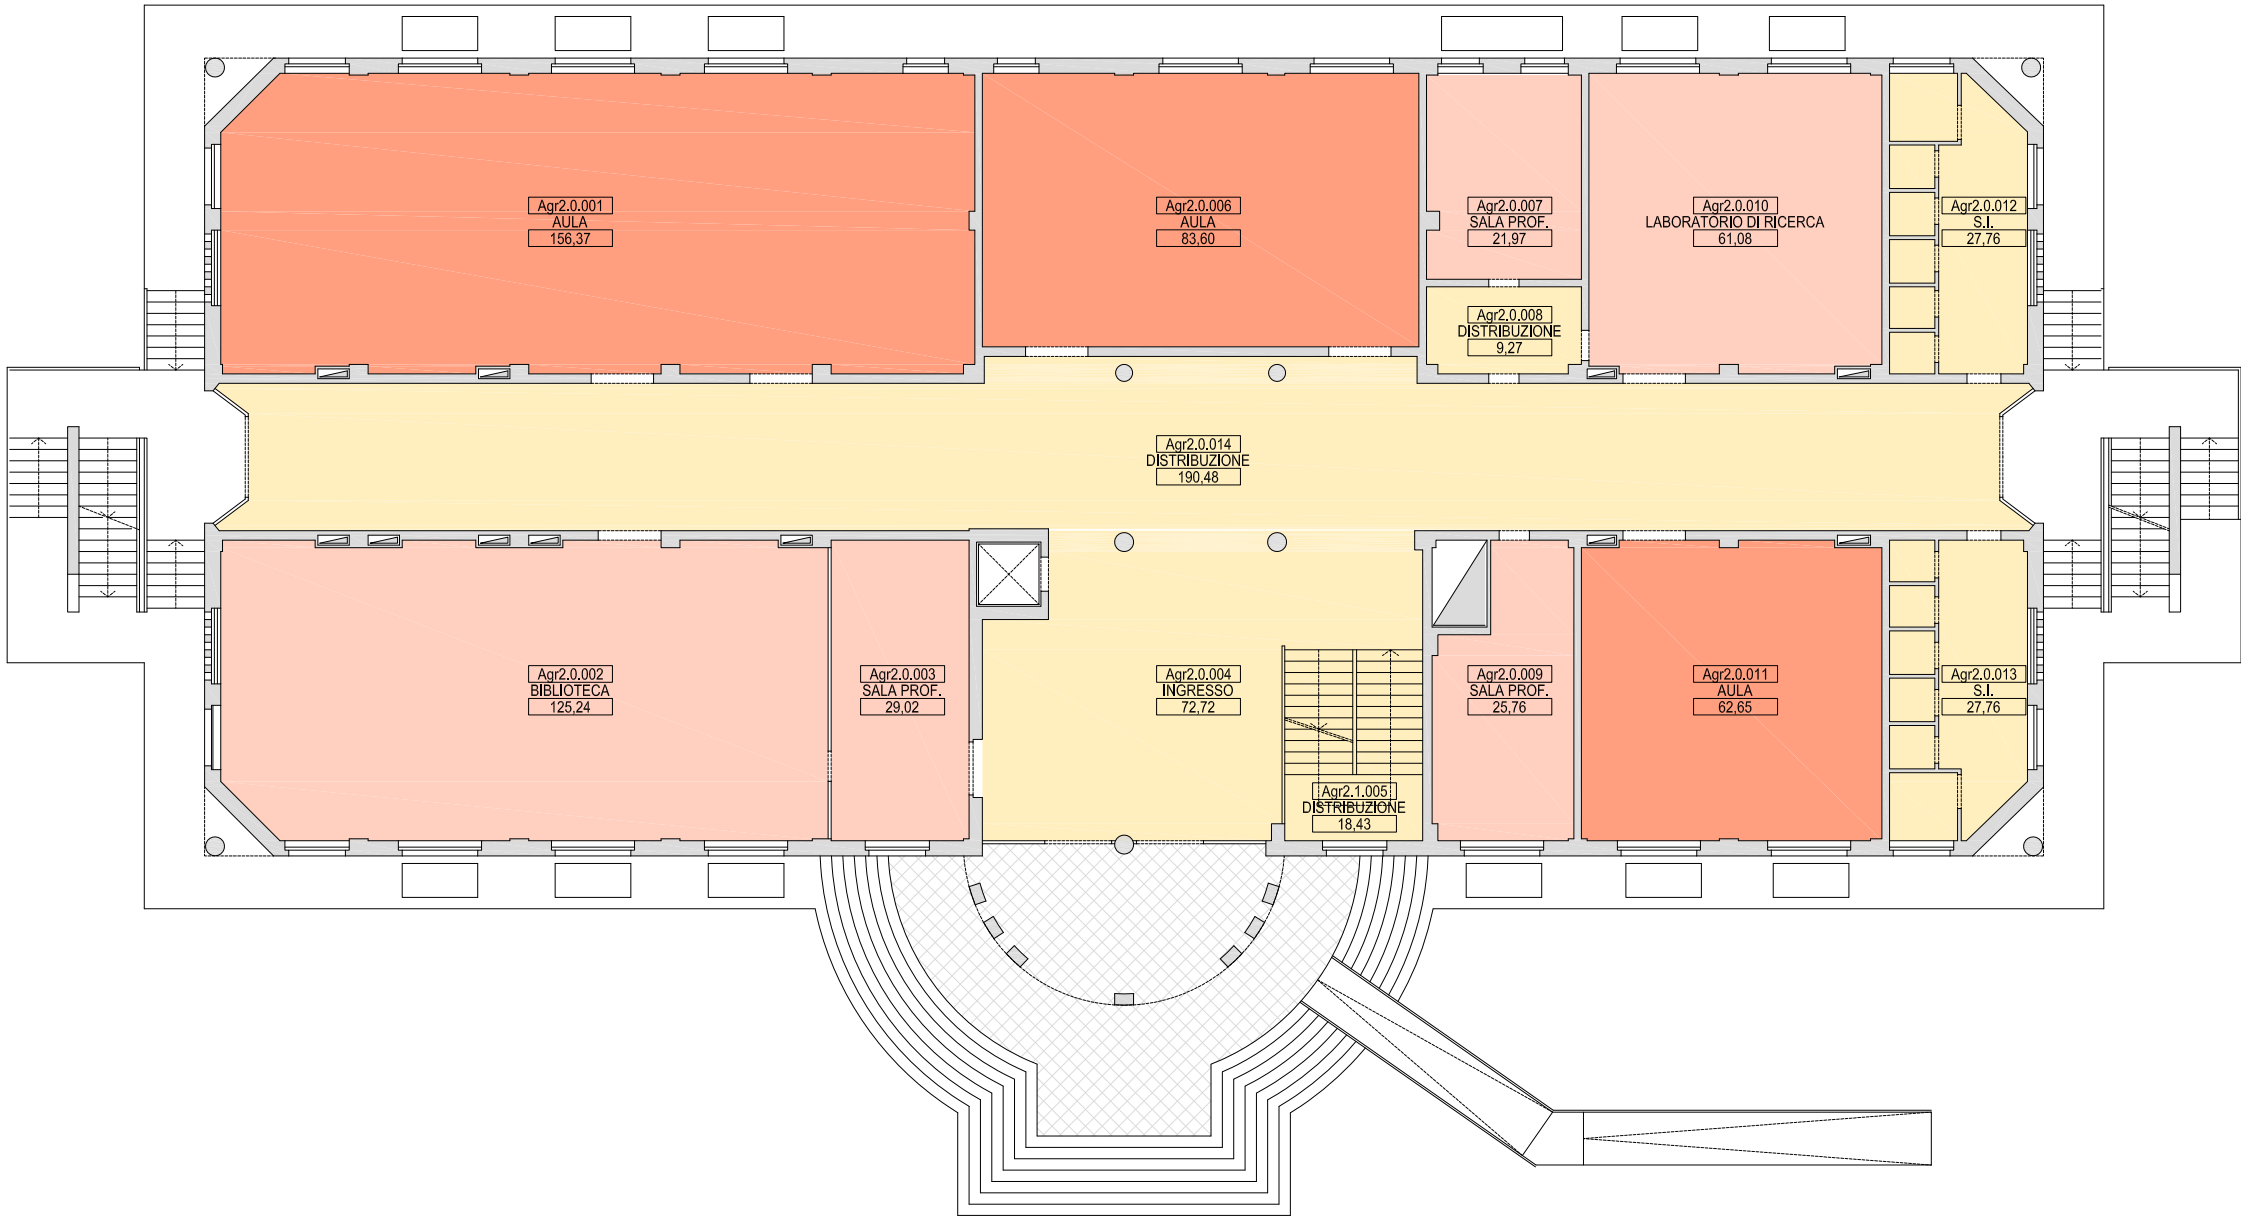 Agr2.0.001
AULA
156,37
Agr2.0.006
AULA
83,60
Agr2.0.007
SALA PROF.
21,97
Agr2.0.010
LABORATORIO DI RICERCA
61,08
Agr2.0.012
S.I.
27,76
Agr2.0.008
DISTRIBUZIONE
9,27
Agr2.0.014
DISTRIBUZIONE
190,48
Agr2.0.002
BIBLIOTECA
125,24
Agr2.0.003
SALA PROF.
29,02
Agr2.0.004
INGRESSO
72,72
Agr2.0.009
SALA PROF.
25,76
Agr2.0.011
AULA
62,65
Agr2.0.013
S.I.
27,76
Agr2.1.005
DISTRIBUZIONE
18,43